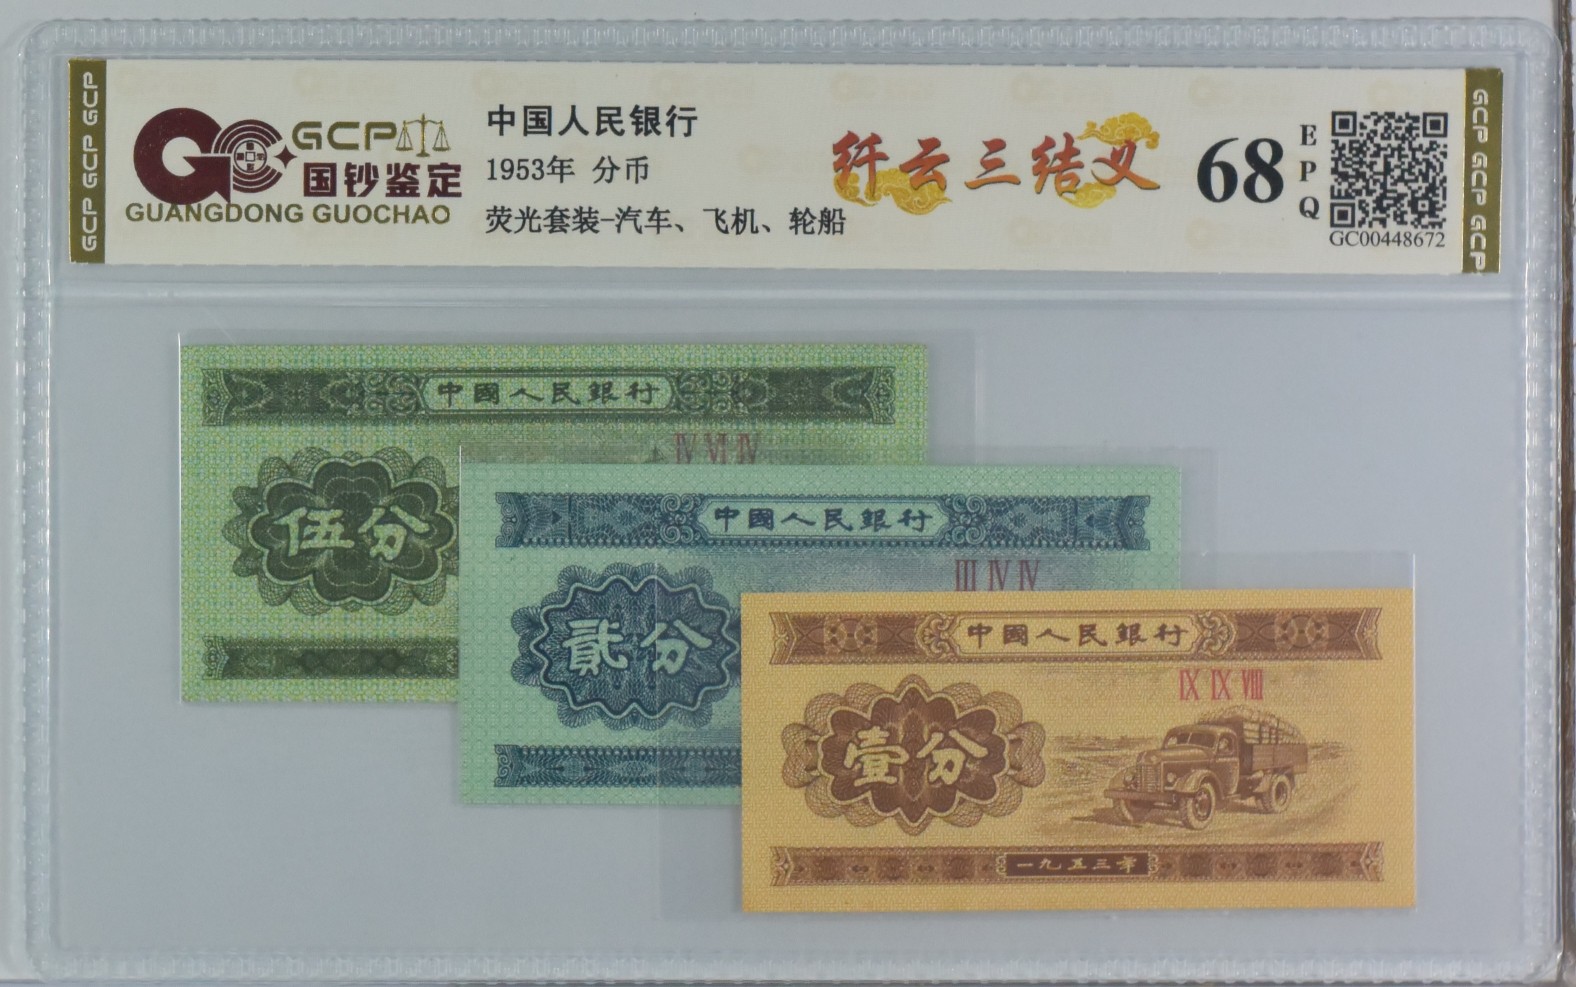 GCP GCP GCP
GCP
国钞鉴定
GUANGDONG GUOCHAO
中国人民银行
1953年 分币
荧光套装-汽车、飞机、轮船
纤云三结义
68
EPQ
GC00448672
GCP GCP GCP
中國人民銀行
IV VI IV
伍分
中國人民銀行
III IV IV
貳分
中國人民銀行
IX IX VIII
壹分
一九五三年